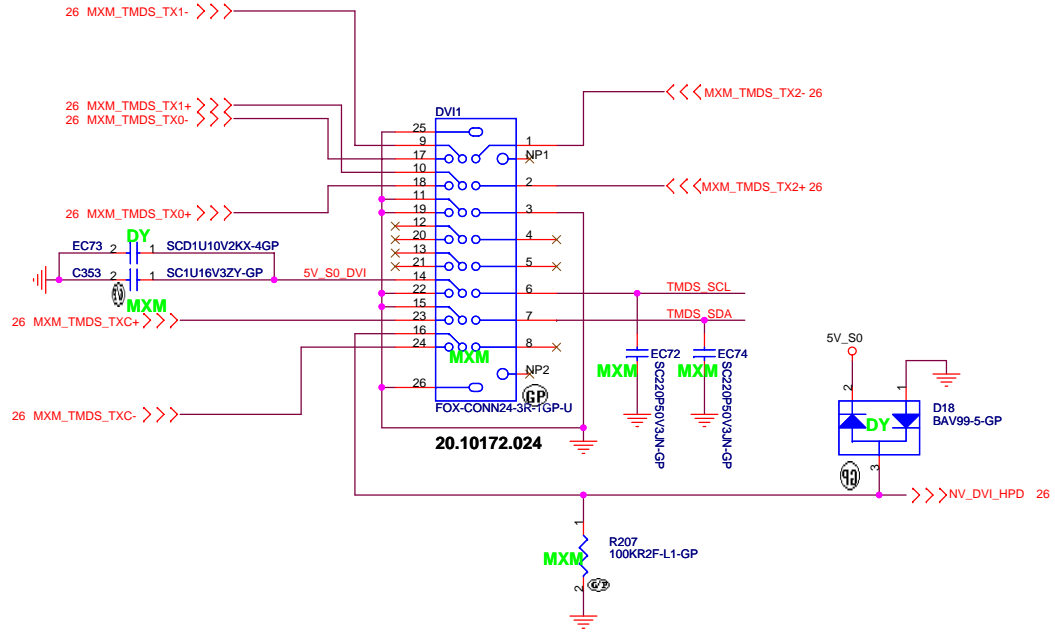 26 MXM_TMDS_TX1-
26 MXM_TMDS_TX1+
26 MXM_TMDS_TX0-
26 MXM_TMDS_TX0+
MXM_TMDS_TX2- 26
MXM_TMDS_TX2+ 26
DVI1
25
9
17
10
18
11
19
12
20
13
21
14
22
15
23
16
24
26
1
NP1
2
3
4
5
6
7
8
NP2
MXM
GP
FOX-CONN24-3R-1GP-U
20.10172.024
DY
EC73 2 1 SCD1U10V2KX-4GP
C353 2 1 SC1U16V3ZY-GP
5V_S0_DVI
MXM
26 MXM_TMDS_TXC+
26 MXM_TMDS_TXC-
TMDS_SCL
TMDS_SDA
EC72
MXM
SC220P50V3JN-GP
EC74
MXM
SC220P50V3JN-GP
5V_S0
2
1
D18
BAV99-5-GP
DY
3
GP
NV_DVI_HPD 26
1
R207
100KR2F-L1-GP
MXM
2